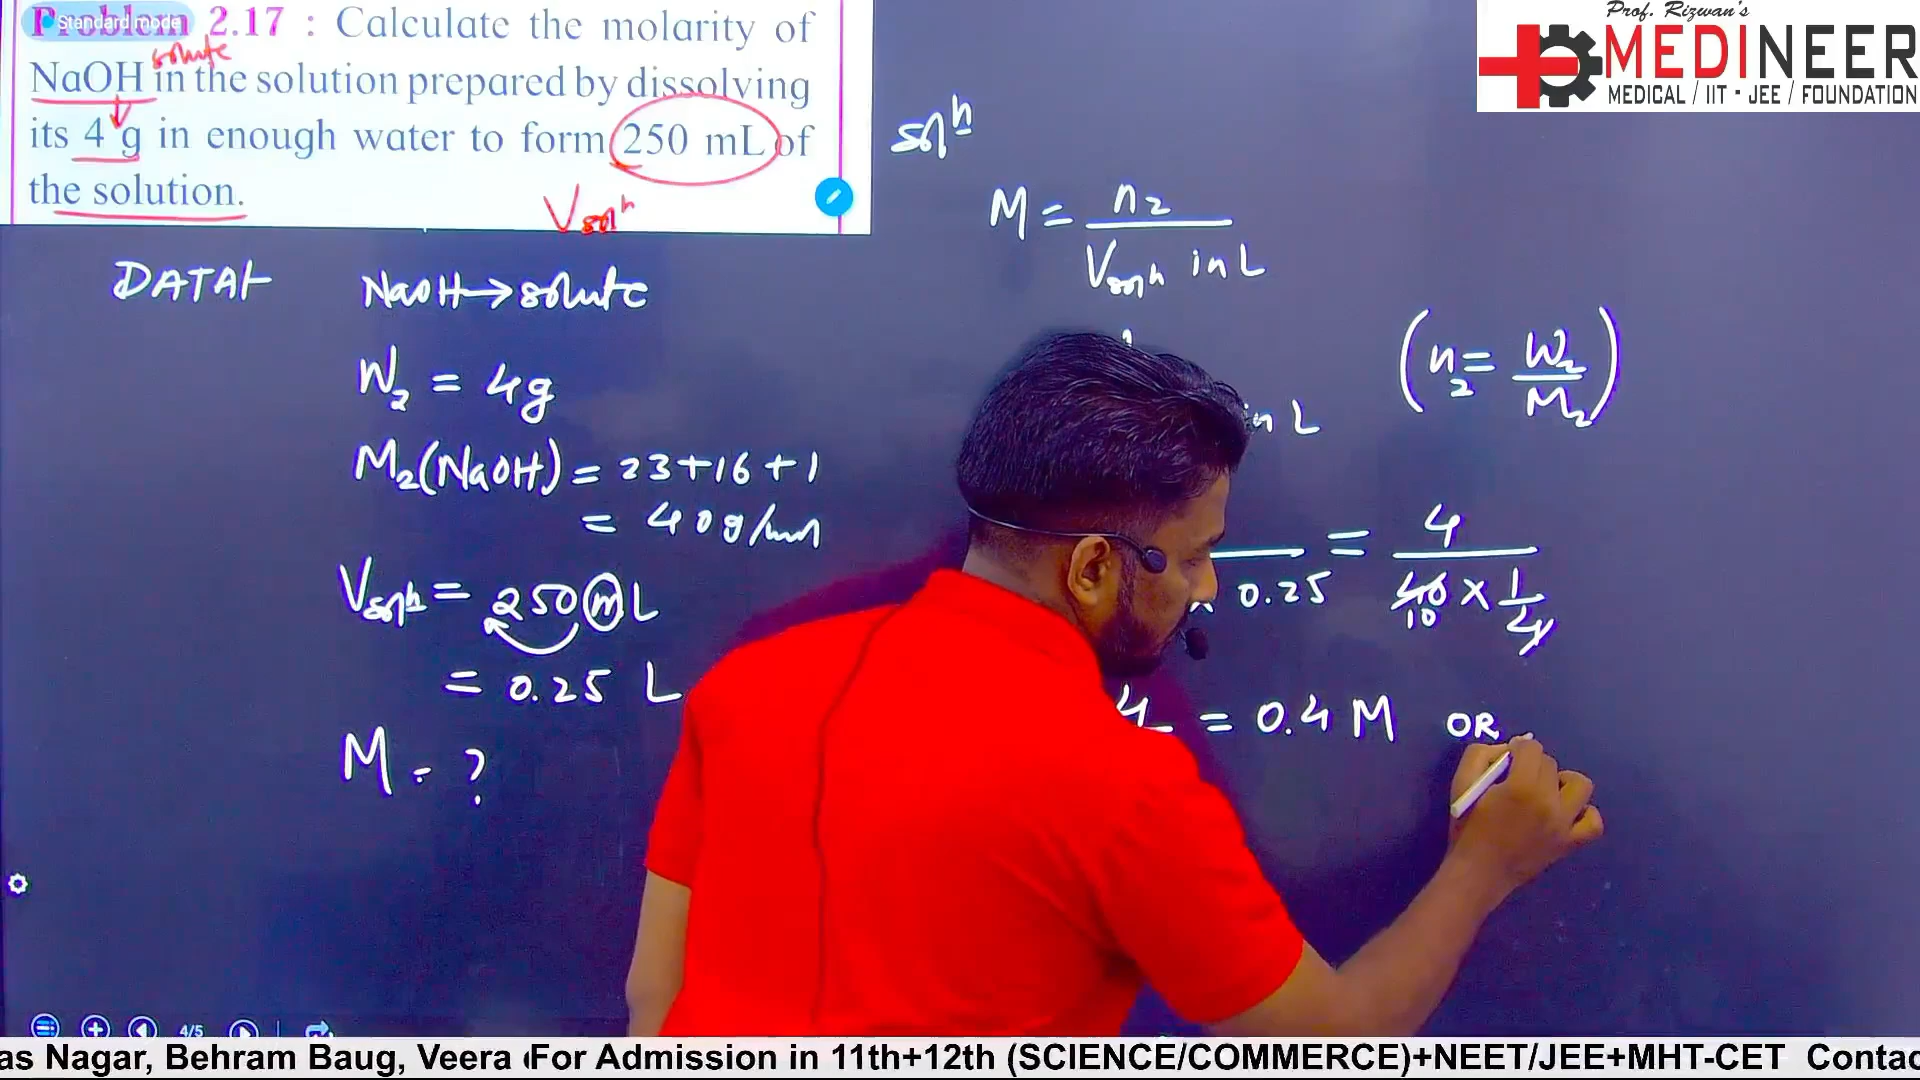 Standard mode
Problem 2.17 : Calculate the molarity of
solute
NaOH in the solution prepared by dissolving
its 4 g in enough water to form 250 mL of
the solution.
Vsolⁿ
solⁿ
Prof. Rizwan's
MEDINEER
MEDICAL / IIT - JEE / FOUNDATION
DATA
NaOH → solute
W₂ = 4g
M₂(NaOH) = 23+16+1
= 40g/mol
Vsolⁿ = 250 mL
= 0.25 L
M = ?
M = n₂ / Vsolⁿ in L
in L
(n₂ = W₂ / M₂)
0.25 = 4 / 40 × 1/4
10
4 = 0.4 M OR
4/5
as Nagar, Behram Baug, Veera
For Admission in 11th+12th (SCIENCE/COMMERCE)+NEET/JEE+MHT-CET Contac